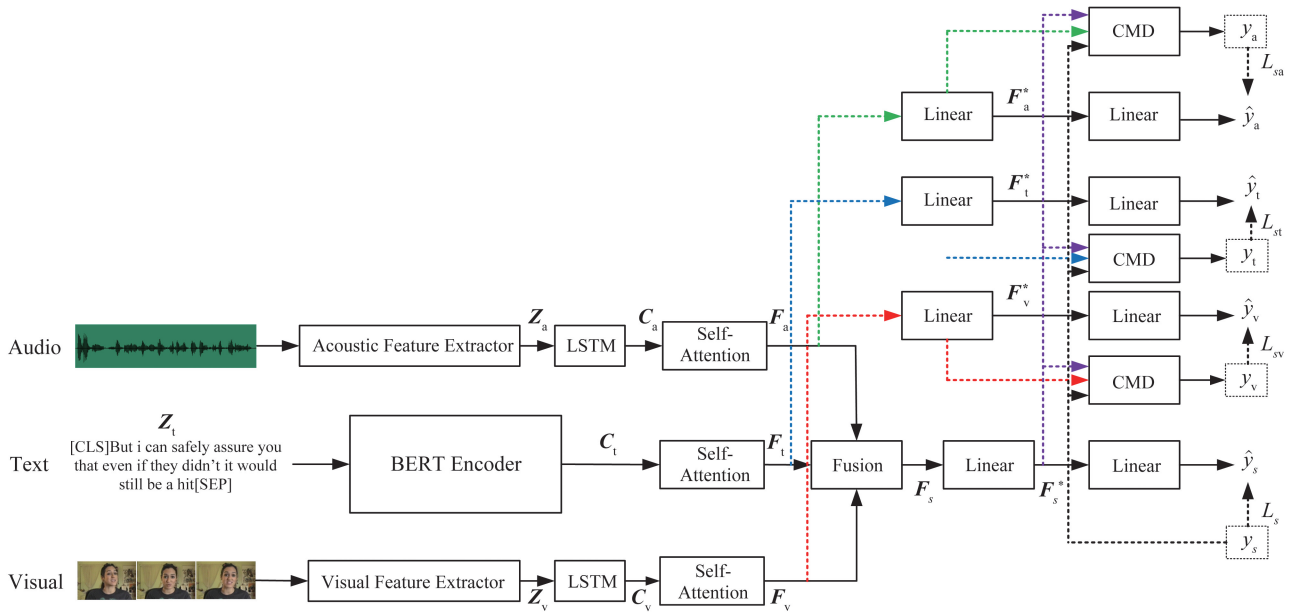 CMD
y_a
L_sa
Linear
F_a^*
Linear
ŷ_a
Linear
F_t^*
Linear
ŷ_t
L_st
CMD
y_t
Linear
F_v^*
Linear
ŷ_v
L_sv
CMD
y_v
Audio
Acoustic Feature Extractor
Z_a
LSTM
C_a
Self-
Attention
F_a
Text
Z_t
[CLS]But i can safely assure you
that even if they didn't it would
still be a hit[SEP]
BERT Encoder
C_t
Self-Attention
F_t
Fusion
F_s
Linear
F_s^*
Linear
ŷ_s
L_s
y_s
Visual
Visual Feature Extractor
Z_v
LSTM
C_v
Self-
Attention
F_v